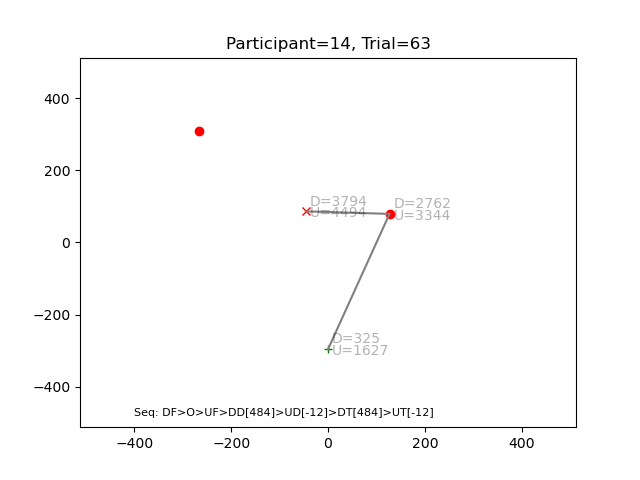 Participant=14, Trial=63
400
200
0
−200
−400
D=3794
U=4494
D=2762
U=3344
D=325
U=1627
Seq: DF>O>UF>DD[484]>UD[-12]>DT[484]>UT[-12]
−400
−200
0
200
400